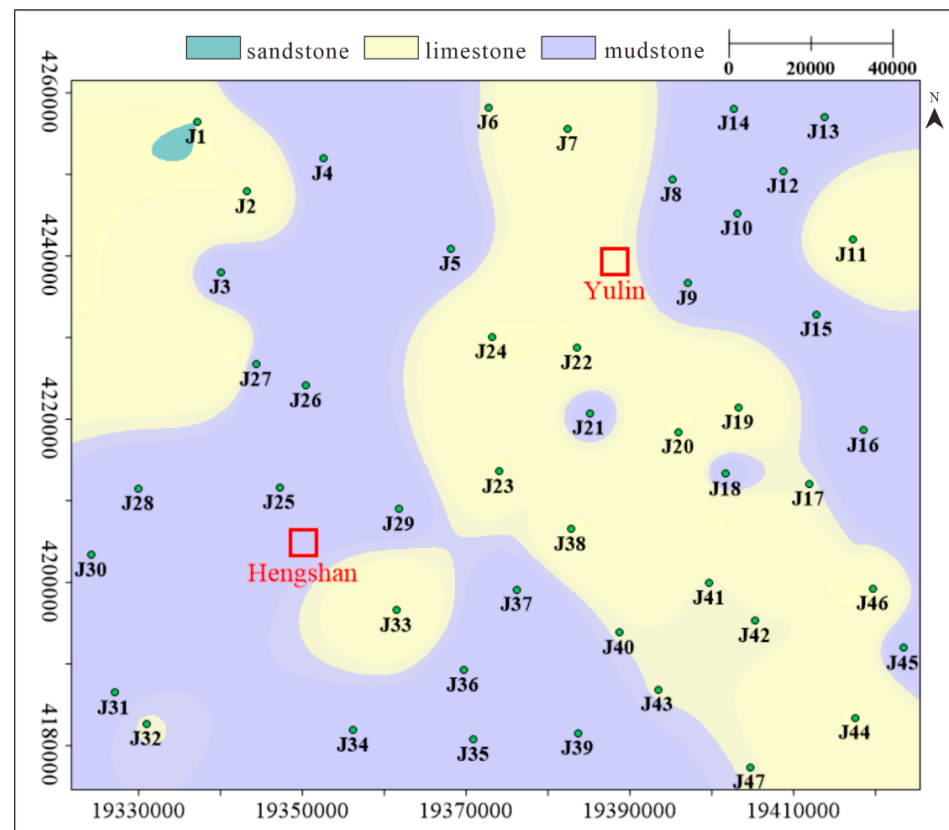 sandstone limestone mudstone
0 20000 40000
N
4260000
4240000
4220000
4200000
4180000
J1
J6
J7
J14
J13
J4
J2
J8
J12
J10
J3
J5
J11
Yulin
J9
J15
J24
J22
J27
J26
J21
J19
J20
J16
J28
J25
J23
J18
J17
J29
J38
J30
Hengshan
J37
J41
J46
J33
J42
J40
J45
J36
J31
J43
J32
J34
J35
J39
J44
J47
19330000 19350000 19370000 19390000 19410000